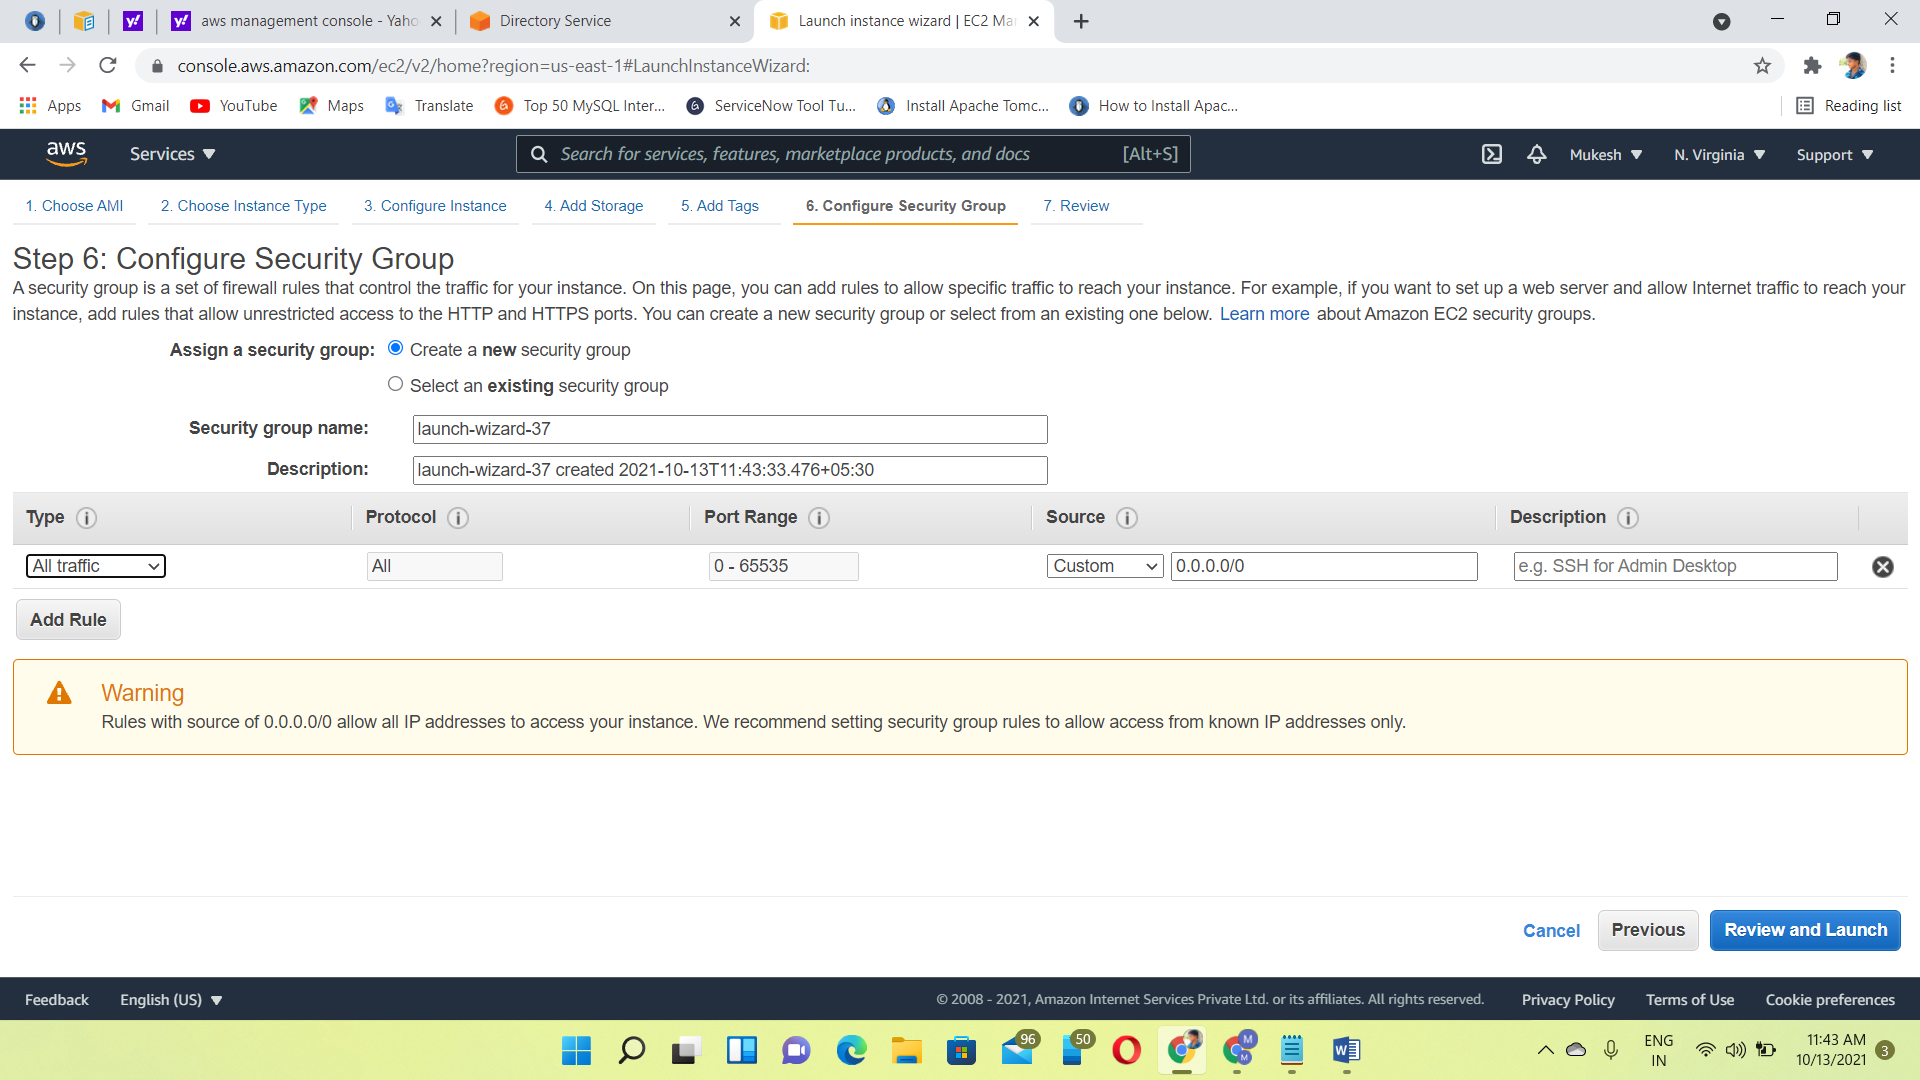 aws management console - Yaho
Directory Service
Launch instance wizard | EC2 Mar
console.aws.amazon.com/ec2/v2/home?region=us-east-1#LaunchInstanceWizard:
Apps
Gmail
YouTube
Maps
Translate
Top 50 MySQL Inter...
ServiceNow Tool Tu...
Install Apache Tomc...
How to Install Apac...
Reading list
aws
Services
Search for services, features, marketplace products, and docs
[Alt+S]
Mukesh
N. Virginia
Support
1. Choose AMI
2. Choose Instance Type
3. Configure Instance
4. Add Storage
5. Add Tags
6. Configure Security Group
7. Review
Step 6: Configure Security Group
A security group is a set of firewall rules that control the traffic for your instance. On this page, you can add rules to allow specific traffic to reach your instance. For example, if you want to set up a web server and allow Internet traffic to reach your
instance, add rules that allow unrestricted access to the HTTP and HTTPS ports. You can create a new security group or select from an existing one below. Learn more about Amazon EC2 security groups.
Assign a security group: Create a new security group
Select an existing security group
Security group name: launch-wizard-37
Description: launch-wizard-37 created 2021-10-13T11:43:33.476+05:30
Type
Protocol
Port Range
Source
Description
All traffic
All
0 - 65535
Custom
0.0.0.0/0
e.g. SSH for Admin Desktop
Add Rule
Warning
Rules with source of 0.0.0.0/0 allow all IP addresses to access your instance. We recommend setting security group rules to allow access from known IP addresses only.
Cancel
Previous
Review and Launch
Feedback
English (US)
© 2008 - 2021, Amazon Internet Services Private Ltd. or its affiliates. All rights reserved.
Privacy Policy
Terms of Use
Cookie preferences
96
50
M
M
ENG
IN
11:43 AM
10/13/2021
3